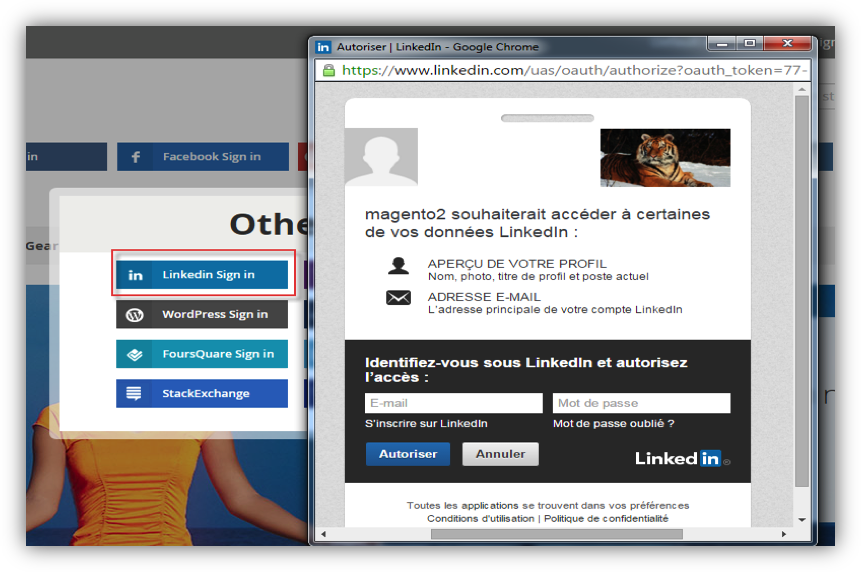 Autoriser | LinkedIn - Google Chrome
https://www.linkedin.com/uas/oauth/authorize?oauth_token=77-
in
Facebook Sign in
Othe
Gear
in Linkedin Sign in
WordPress Sign in
FoursQuare Sign in
StackExchange
magento2 souhaiterait accéder à certaines
de vos données LinkedIn :
APERÇU DE VOTRE PROFIL
Nom, photo, titre de profil et poste actuel
ADRESSE E-MAIL
L'adresse principale de votre compte LinkedIn
Identifiez-vous sous LinkedIn et autorisez
l'accès :
E-mail Mot de passe
S'inscrire sur LinkedIn Mot de passe oublié ?
Autoriser Annuler
Linked in ®
Toutes les applications se trouvent dans vos préférences
Conditions d'utilisation | Politique de confidentialité